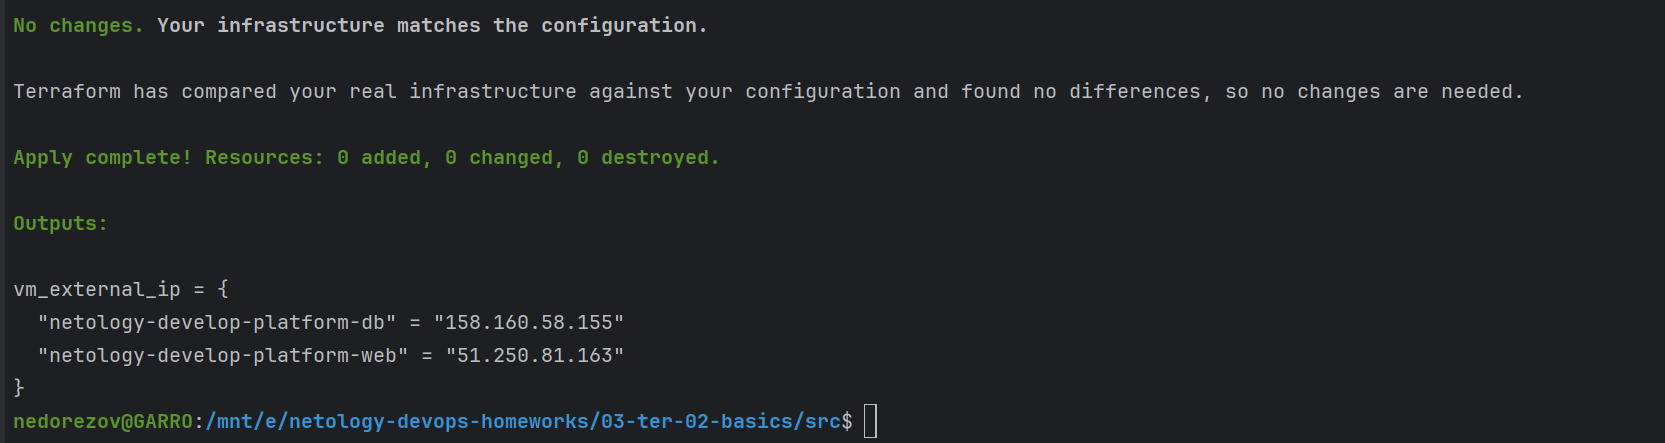 No changes. Your infrastructure matches the configuration.
Terraform has compared your real infrastructure against your configuration and found no differences, so no changes are needed.
Apply complete! Resources: 0 added, 0 changed, 0 destroyed.
Outputs:
vm_external_ip = {
  "netology-develop-platform-db" = "158.160.58.155"
  "netology-develop-platform-web" = "51.250.81.163"
}
nedorezov@GARRO:/mnt/e/netology-devops-homeworks/03-ter-02-basics/src$